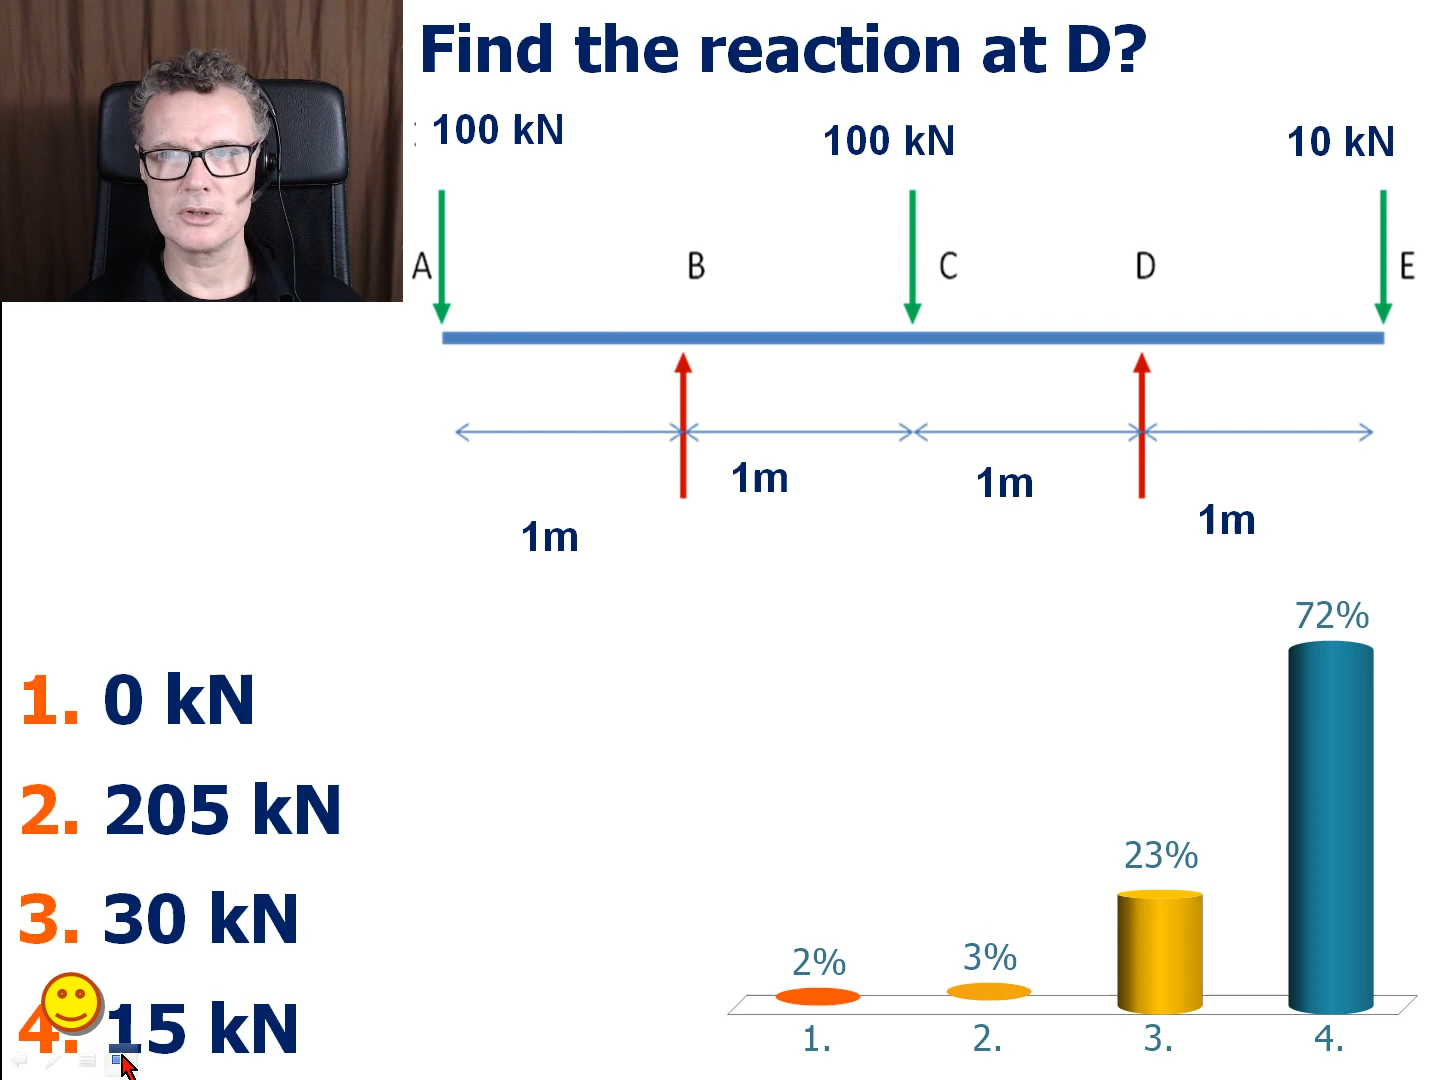 Find the reaction at D?
100 kN
100 kN
10 kN
A
B
C
D
E
1m
1m
1m
1m
1. 0 kN
2. 205 kN
3. 30 kN
4. 15 kN
72%
23%
3%
2%
1.
2.
3.
4.